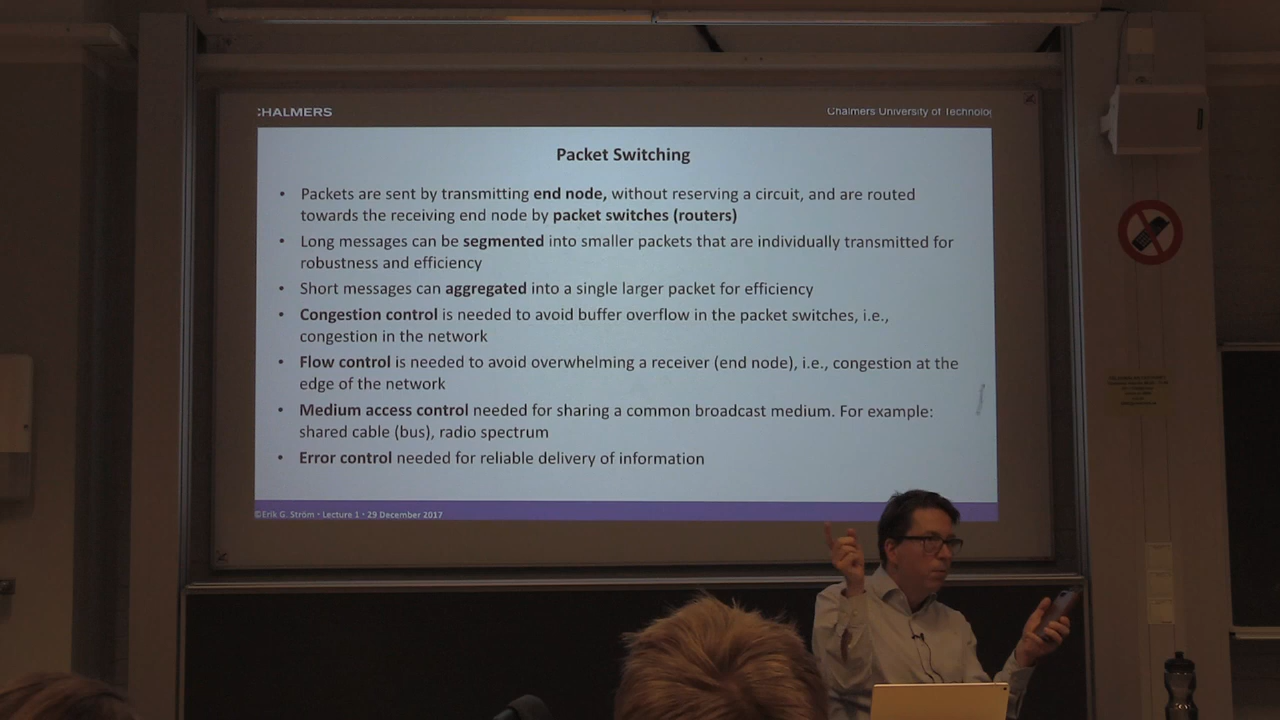 CHALMERS
Chalmers University of Technolog
Packet Switching
• Packets are sent by transmitting end node, without reserving a circuit, and are routed
towards the receiving end node by packet switches (routers)
• Long messages can be segmented into smaller packets that are individually transmitted for
robustness and efficiency
• Short messages can aggregated into a single larger packet for efficiency
• Congestion control is needed to avoid buffer overflow in the packet switches, i.e.,
congestion in the network
• Flow control is needed to avoid overwhelming a receiver (end node), i.e., congestion at the
edge of the network
• Medium access control needed for sharing a common broadcast medium. For example:
shared cable (bus), radio spectrum
• Error control needed for reliable delivery of information
©Erik G. Ström • Lecture 1 • 29 December 2017